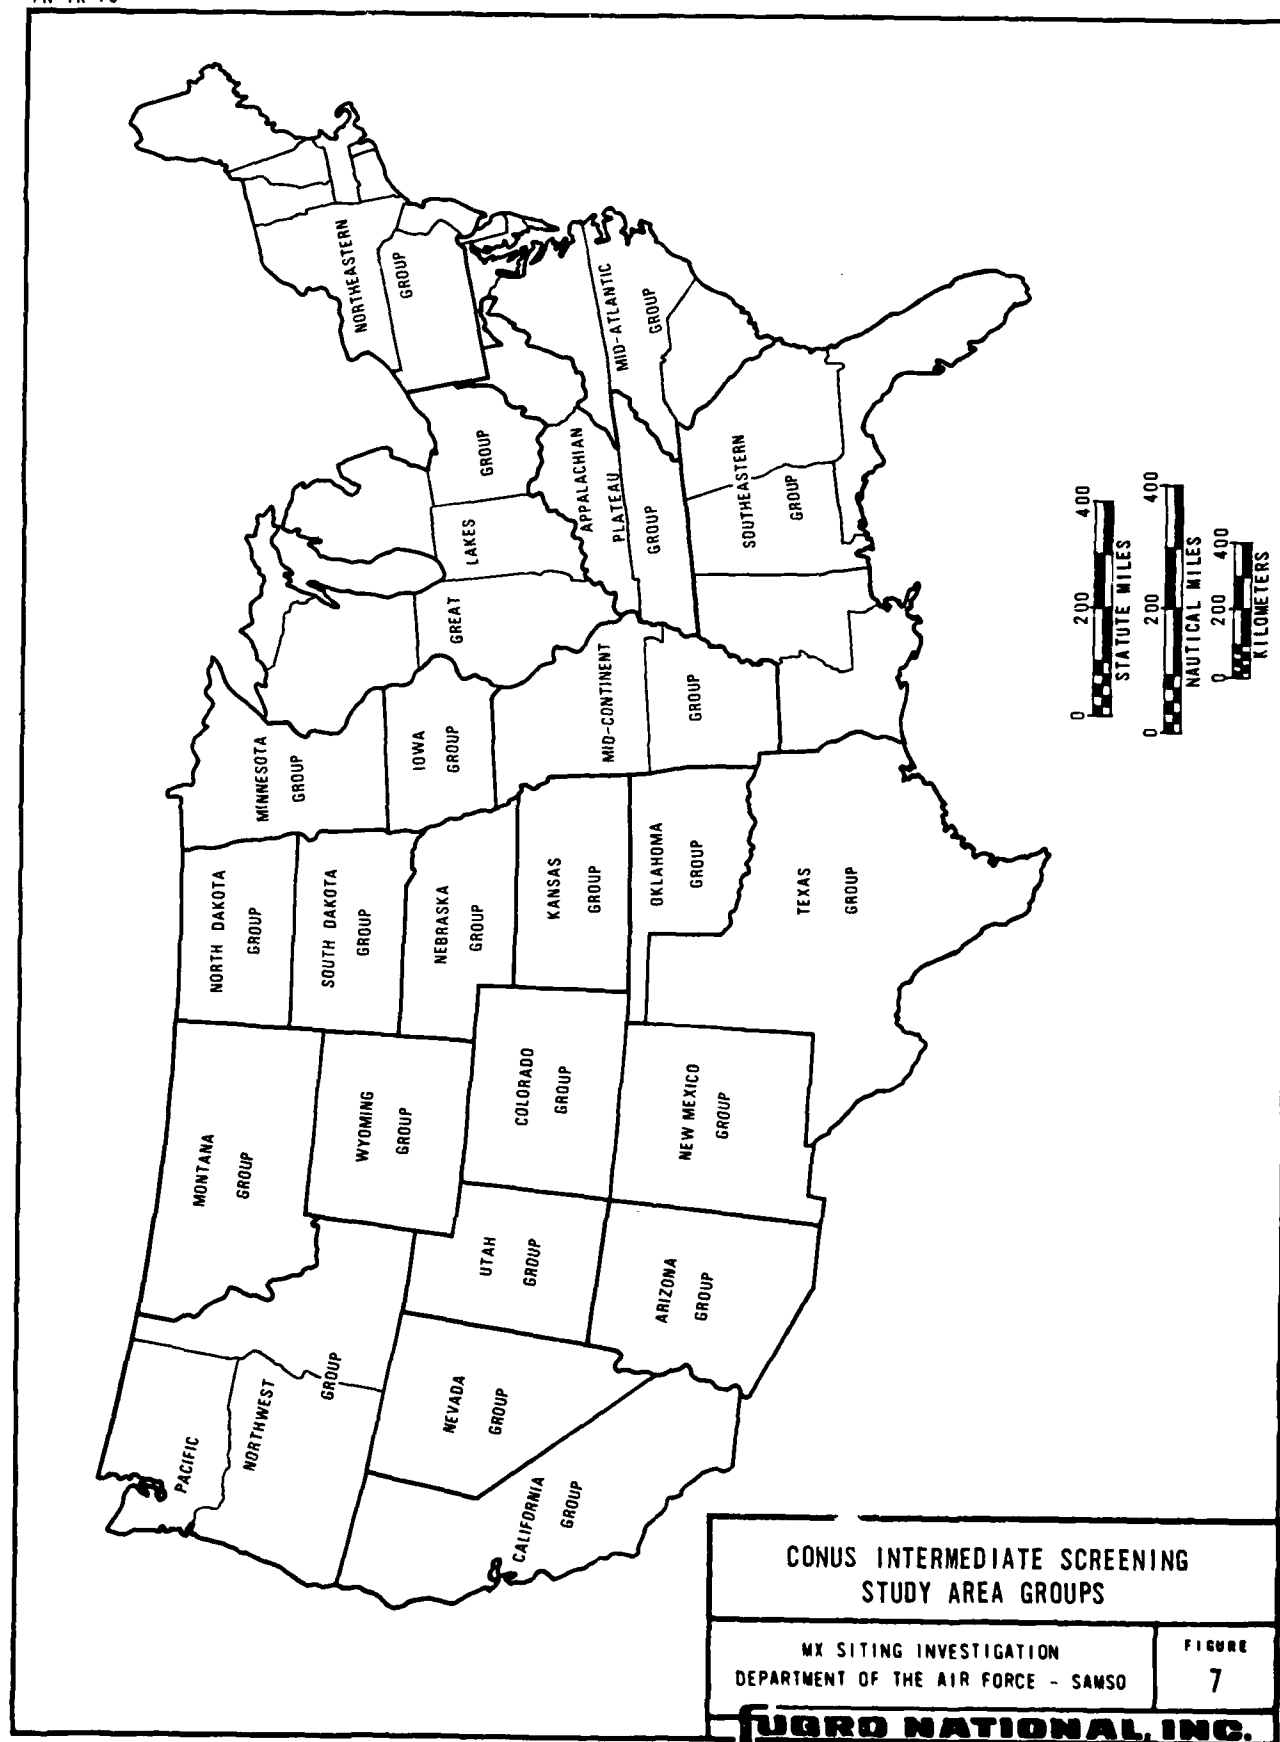 PACIFIC
NORTHWEST
GROUP
MONTANA
GROUP
NORTH DAKOTA
GROUP
MINNESOTA
GROUP
SOUTH DAKOTA
GROUP
WYOMING
GROUP
NEBRASKA
GROUP
IOWA
GROUP
GREAT
LAKES
GROUP
NORTHEASTERN
GROUP
NEVADA
GROUP
UTAH
GROUP
COLORADO
GROUP
KANSAS
GROUP
MID-CONTINENT
GROUP
APPALACHIAN
PLATEAU
GROUP
MID-ATLANTIC
GROUP
CALIFORNIA
GROUP
ARIZONA
GROUP
NEW MEXICO
GROUP
OKLAHOMA
GROUP
TEXAS
GROUP
SOUTHEASTERN
GROUP
0 200 400
STATUTE MILES
0 200 400
NAUTICAL MILES
0 200 400
KILOMETERS
CONUS INTERMEDIATE SCREENING
STUDY AREA GROUPS
MX SITING INVESTIGATION
DEPARTMENT OF THE AIR FORCE - SAMSO
FIGURE
7
FUGRO NATIONAL, INC.